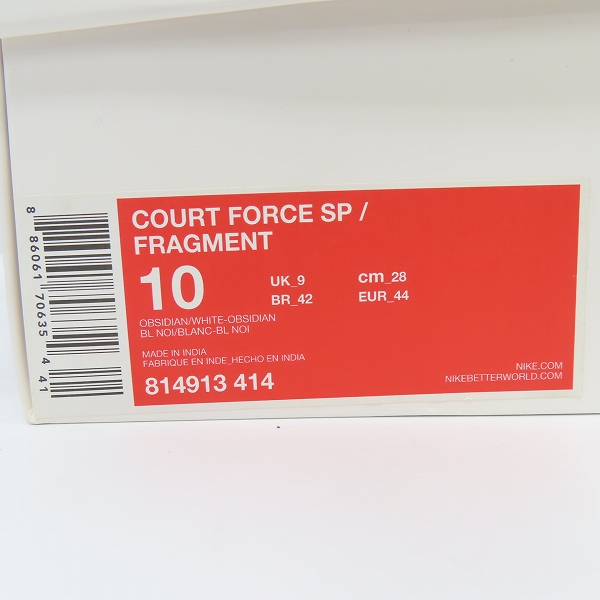 COURT FORCE SP /
FRAGMENT
10
UK_9 cm_28
BR_42 EUR_44
OBSIDIAN/WHITE-OBSIDIAN
BL NOI/BLANC-BL NOI
MADE IN INDIA
FABRIQUE EN INDE_HECHO EN INDIA
814913 414
NIKE.COM
NIKEBETTERWORLD.COM
8 86061 70635 4 41